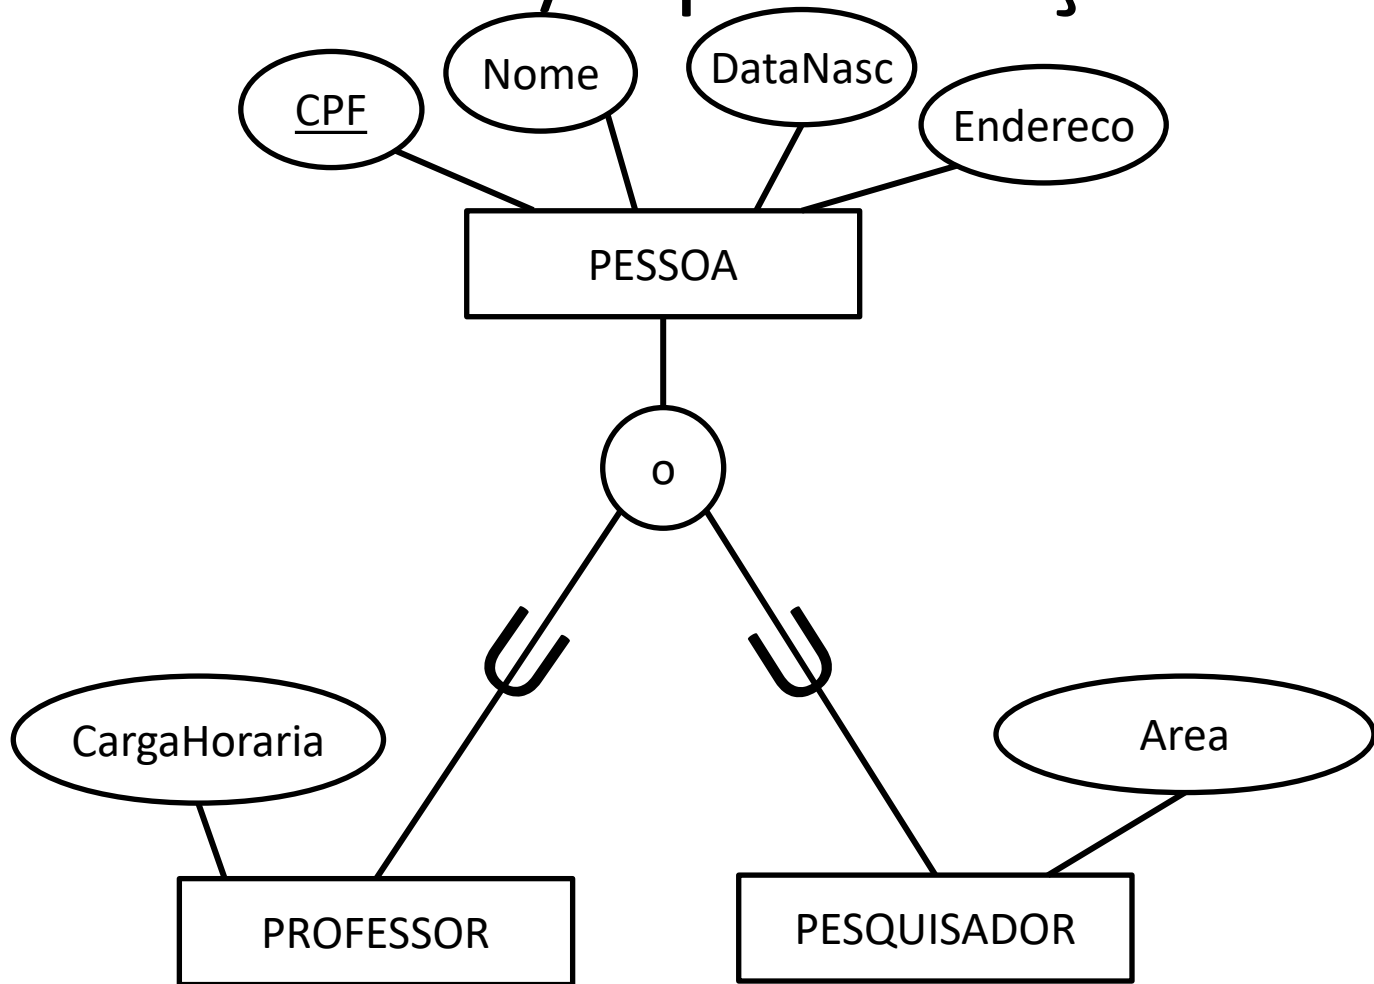 Nome
DataNasc
CPF
Endereco
PESSOA
o
CargaHoraria
Area
PROFESSOR
PESQUISADOR